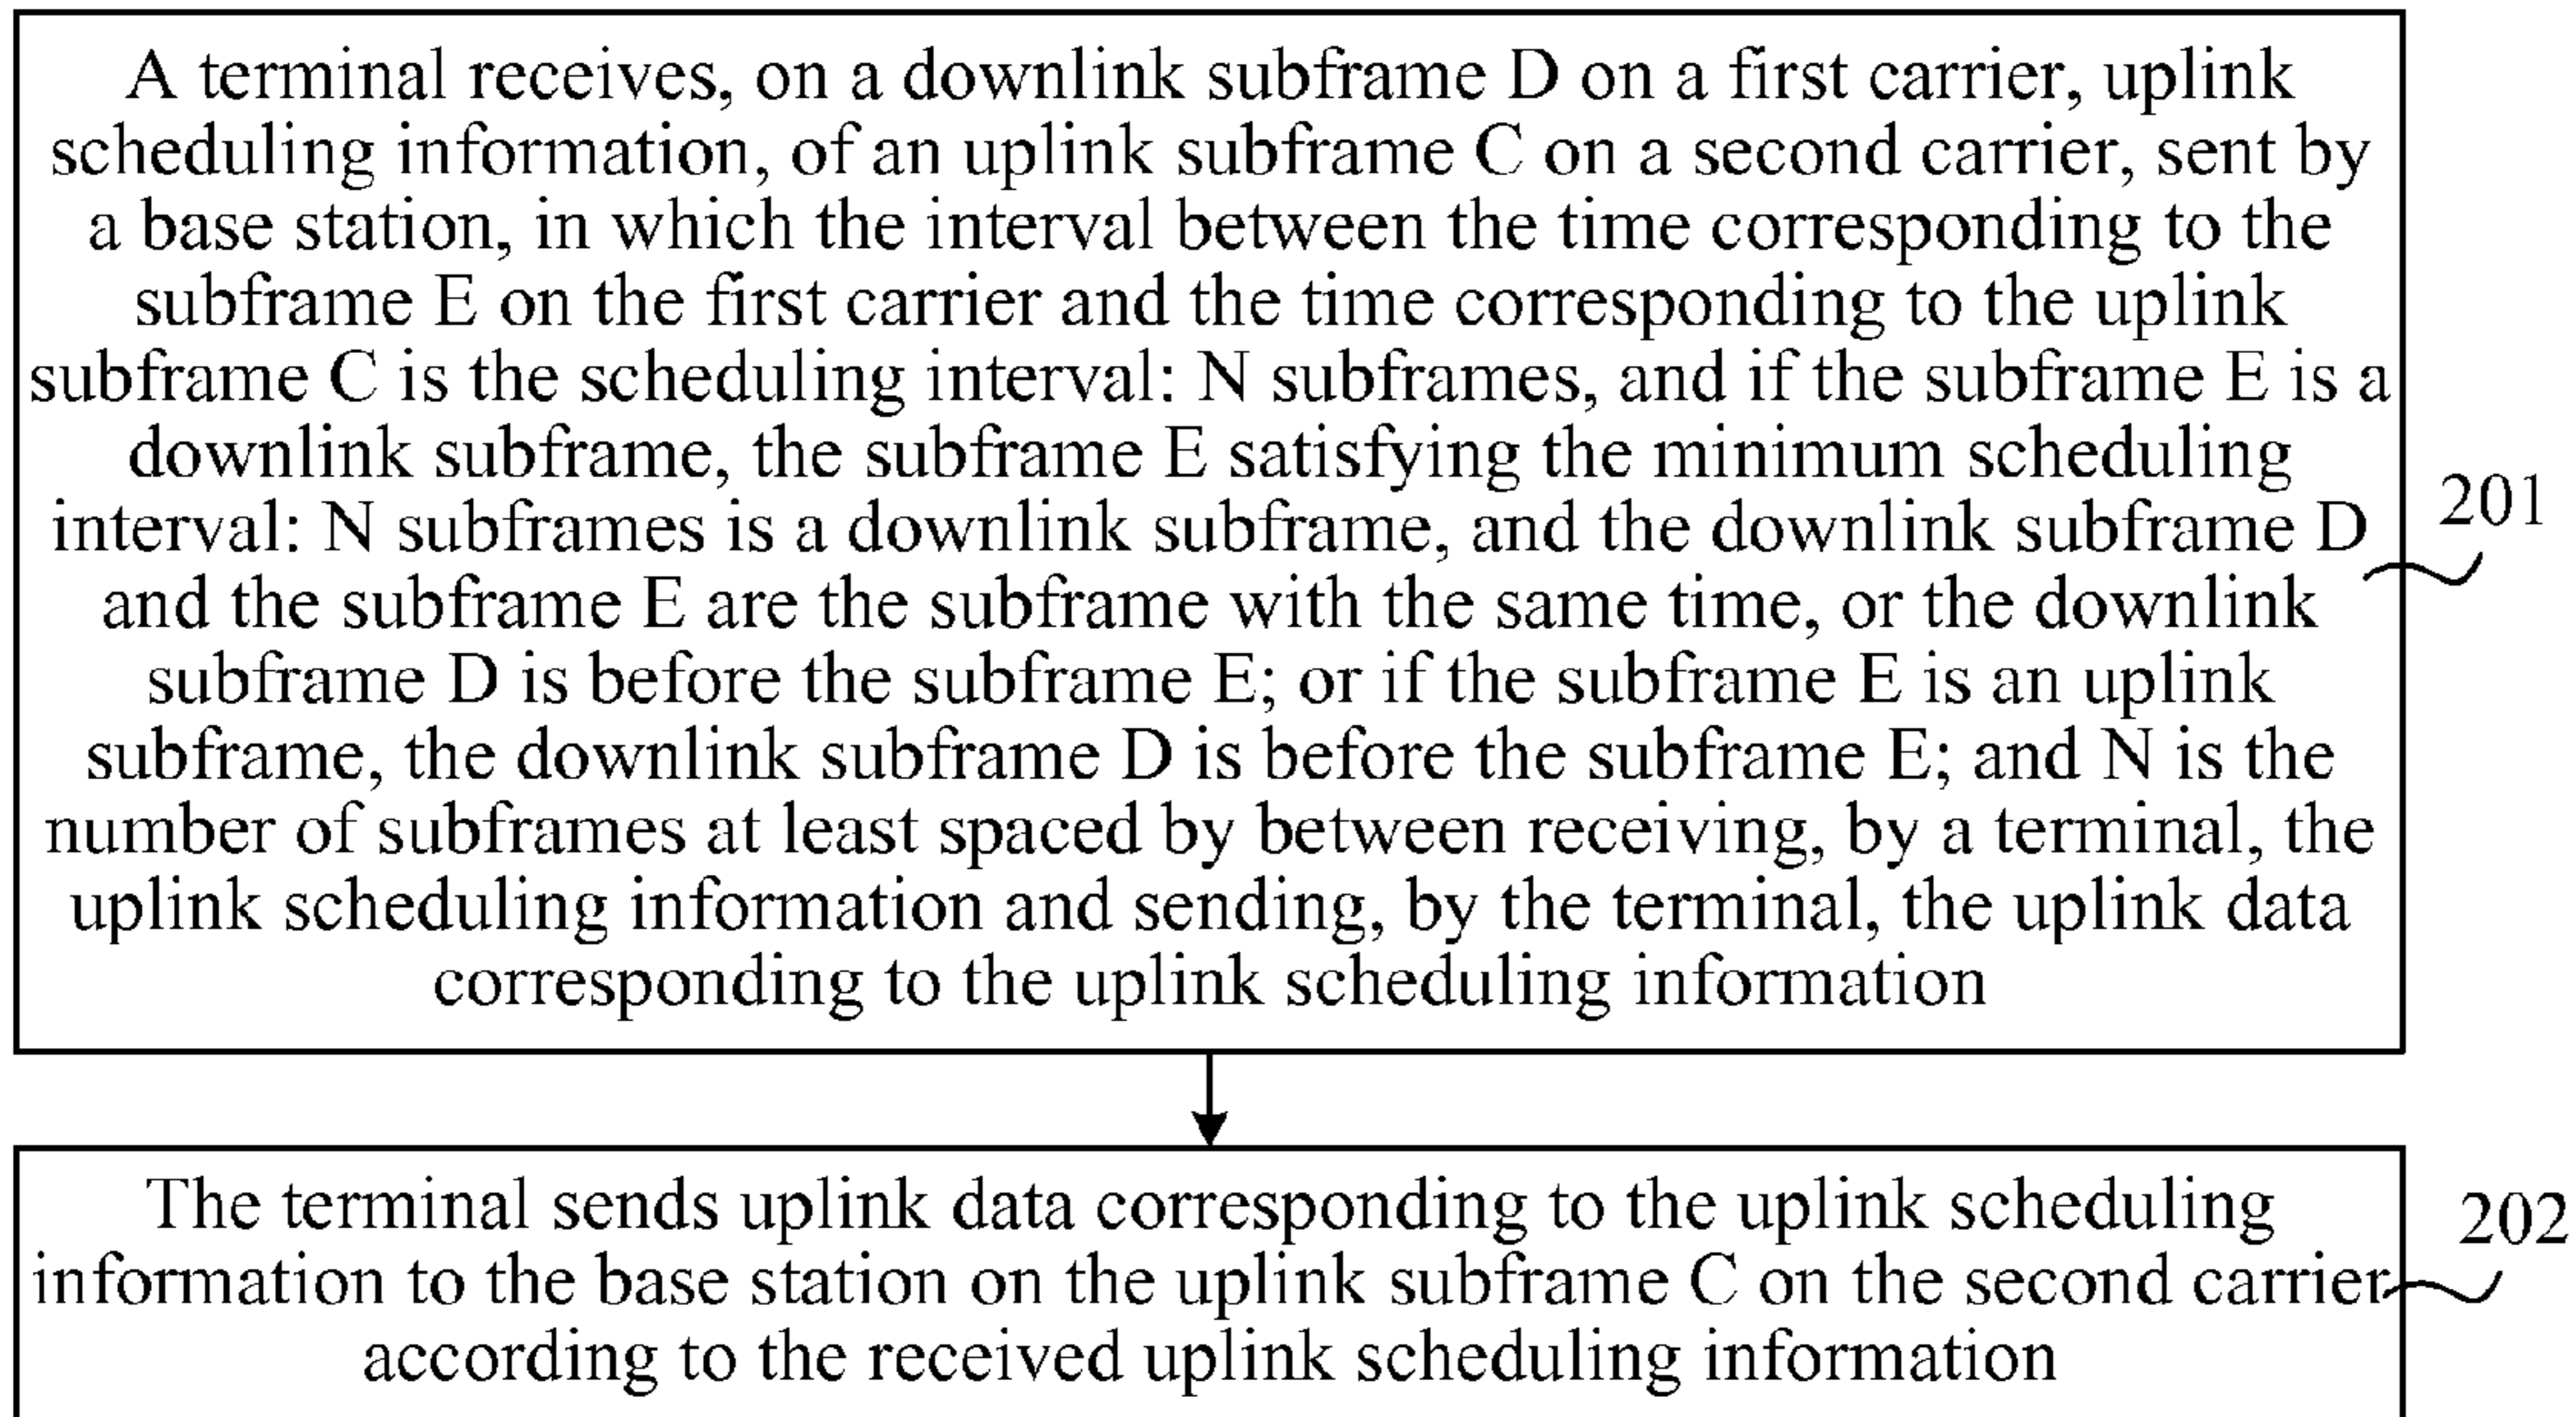 A terminal receives, on a downlink subframe D on a first carrier, uplink
scheduling information, of an uplink subframe C on a second carrier, sent by
a base station, in which the interval between the time corresponding to the
subframe E on the first carrier and the time corresponding to the uplink
subframe C is the scheduling interval: N subframes, and if the subframe E is a
downlink subframe, the subframe E satisfying the minimum scheduling
interval: N subframes is a downlink subframe, and the downlink subframe D
and the subframe E are the subframe with the same time, or the downlink
subframe D is before the subframe E; or if the subframe E is an uplink
subframe, the downlink subframe D is before the subframe E; and N is the
number of subframes at least spaced by between receiving, by a terminal, the
uplink scheduling information and sending, by the terminal, the uplink data
corresponding to the uplink scheduling information
201
The terminal sends uplink data corresponding to the uplink scheduling
information to the base station on the uplink subframe C on the second carrier
according to the received uplink scheduling information
202